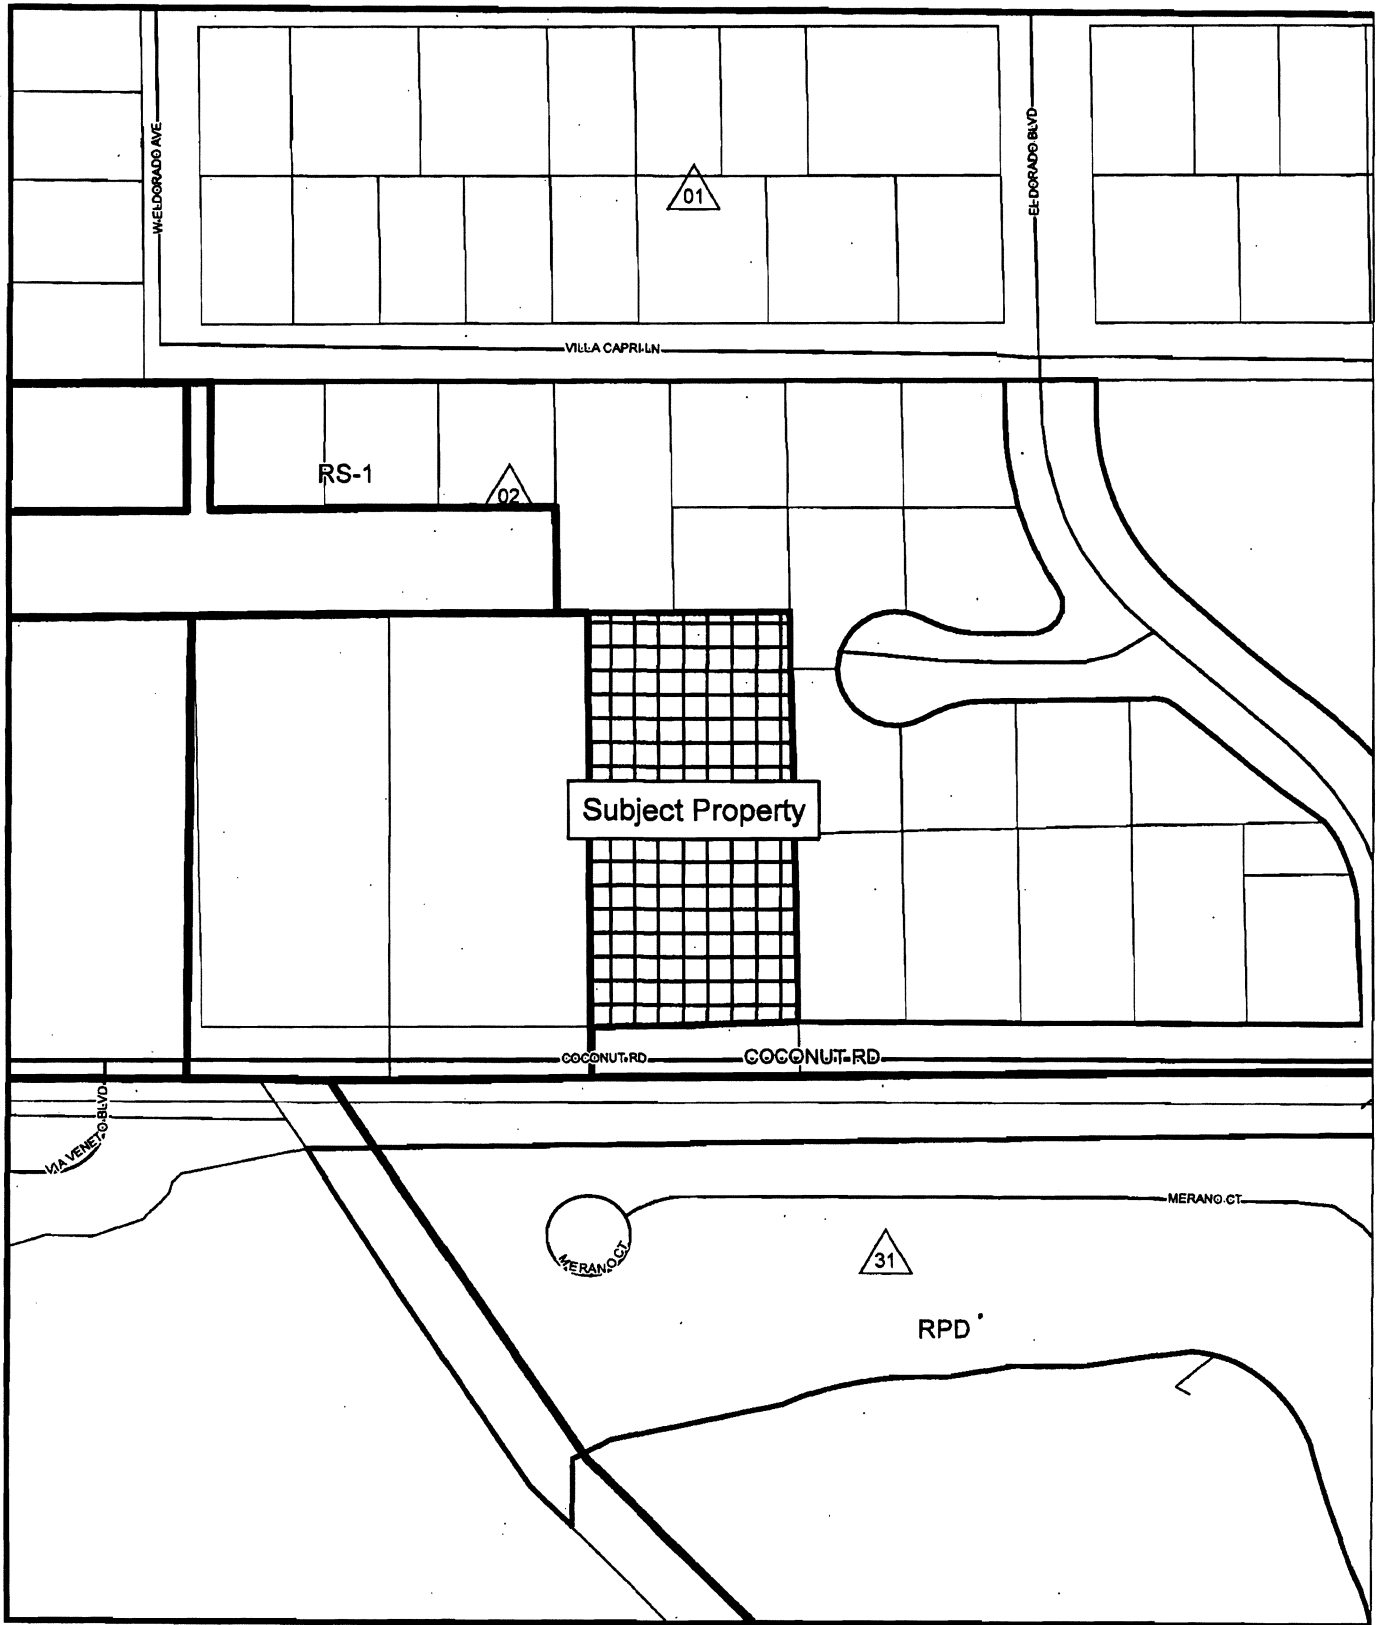 W ELDORADO AVE
EL DORADO BLVD
01
VILLA CAPRI LN
RS-1
02
Subject Property
COCONUT RD
COCONUT RD
VIA VENETO BLVD
MERANO CT
MERANO CT
31
RPD